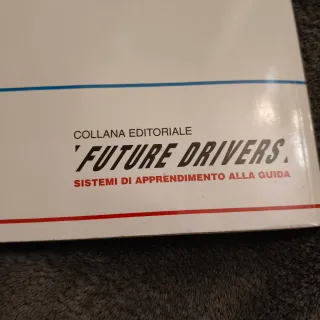 COLLANA EDITORIALE
'FUTURE DRIVERS.
SISTEMI DI APPRENDIMENTO ALLA GUIDA